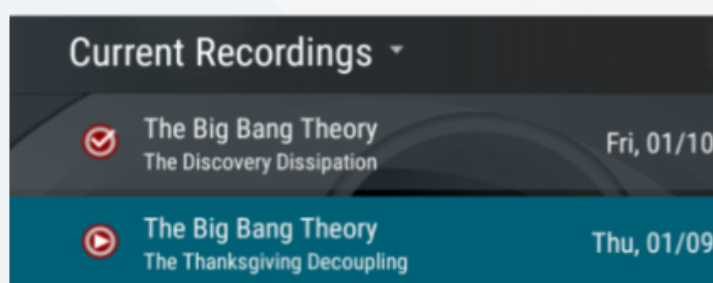 Current Recordings
The Big Bang Theory
The Discovery Dissipation
Fri, 01/10
The Big Bang Theory
The Thanksgiving Decoupling
Thu, 01/09